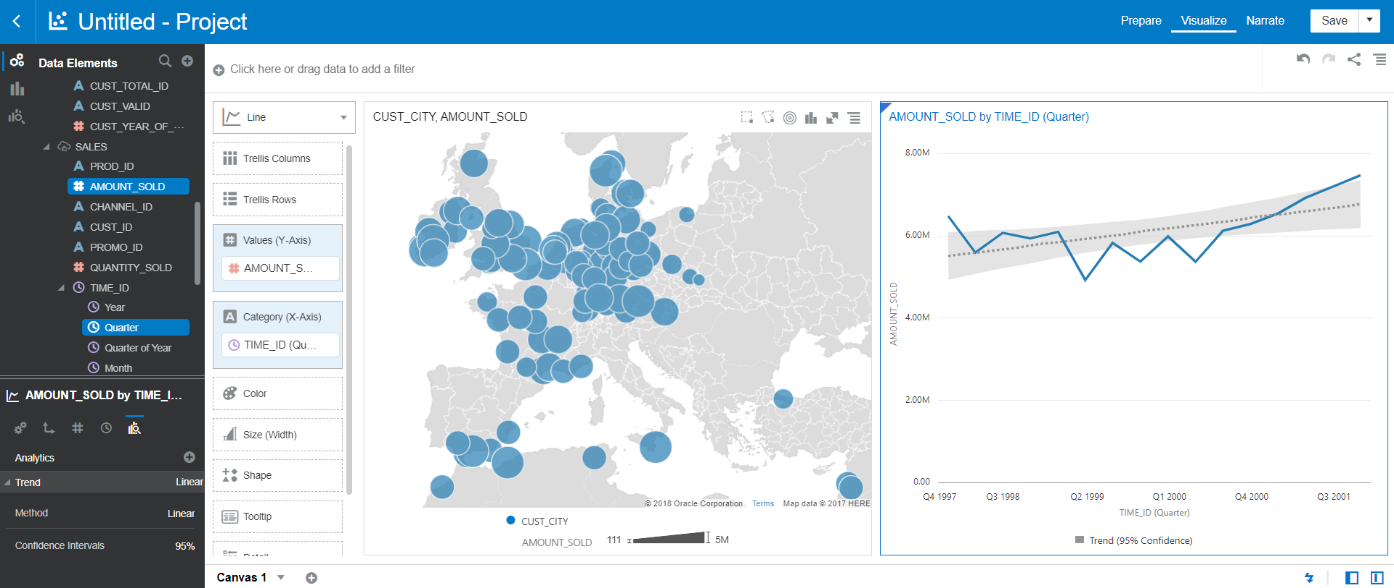 Untitled - Project
Prepare
Visualize
Narrate
Save
Data Elements
CUST_TOTAL_ID
CUST_VALID
CUST_YEAR_OF_...
SALES
PROD_ID
AMOUNT_SOLD
CHANNEL_ID
CUST_ID
PROMO_ID
QUANTITY_SOLD
TIME_ID
Year
Quarter
Quarter of Year
Month
AMOUNT_SOLD by TIME_I...
Analytics
Trend Linear
Method Linear
Confidence Intervals 95%
Click here or drag data to add a filter
Line
Trellis Columns
Trellis Rows
Values (Y-Axis)
AMOUNT_S...
Category (X-Axis)
TIME_ID (Qu...
Color
Size (Width)
Shape
Tooltip
Detail
CUST_CITY, AMOUNT_SOLD
© 2018 Oracle Corporation Terms Map data © 2017 HERE
CUST_CITY
AMOUNT_SOLD 111 5M
AMOUNT_SOLD by TIME_ID (Quarter)
8.00M
6.00M
4.00M
2.00M
0.00
AMOUNT_SOLD
Q4 1997 Q3 1998 Q2 1999 Q1 2000 Q4 2000 Q3 2001
TIME_ID (Quarter)
Trend (95% Confidence)
Canvas 1